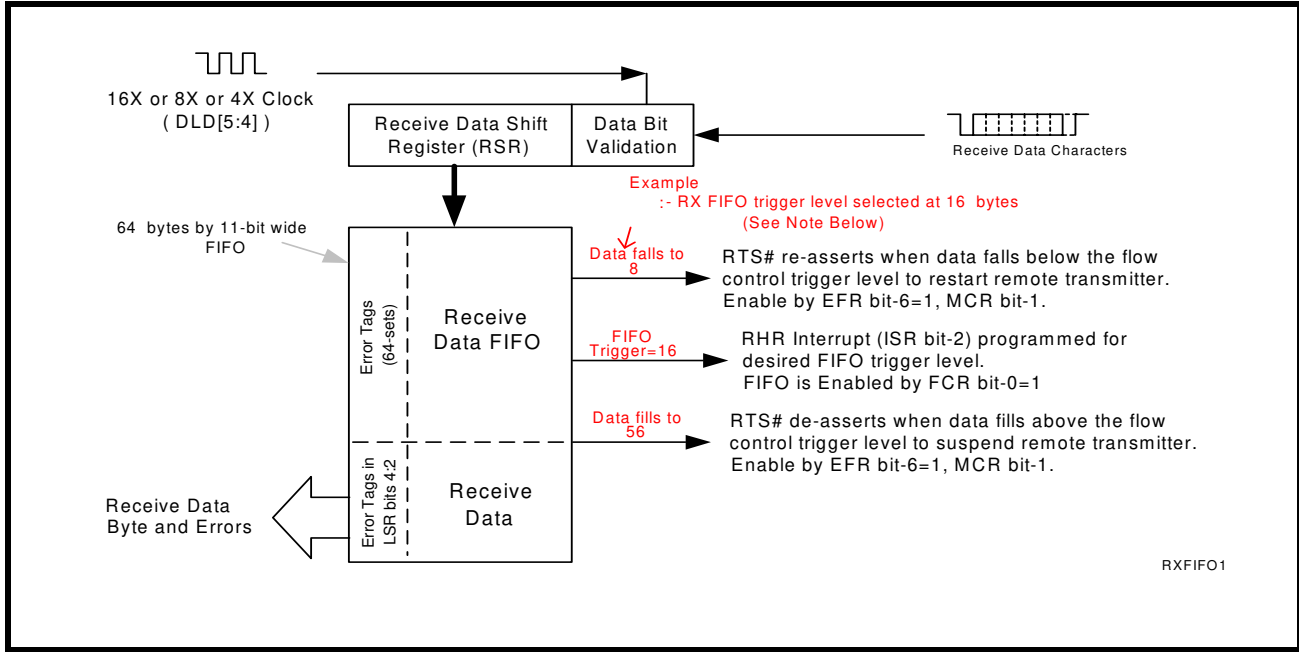 16X or 8X or 4X Clock
( DLD[5:4] )
Receive Data Shift
Register (RSR)
Data Bit
Validation
Receive Data Characters
Example
:- RX FIFO trigger level selected at 16 bytes
(See Note Below)
64 bytes by 11-bit wide
FIFO
Data falls to
8
RTS# re-asserts when data falls below the flow
control trigger level to restart remote transmitter.
Enable by EFR bit-6=1, MCR bit-1.
Error Tags
(64-sets)
Receive
Data FIFO
FIFO
Trigger=16
RHR Interrupt (ISR bit-2) programmed for
desired FIFO trigger level.
FIFO is Enabled by FCR bit-0=1
Data fills to
56
RTS# de-asserts when data fills above the flow
control trigger level to suspend remote transmitter.
Enable by EFR bit-6=1, MCR bit-1.
Error Tags in
LSR bits 4:2
Receive
Data
Receive Data
Byte and Errors
RXFIFO1